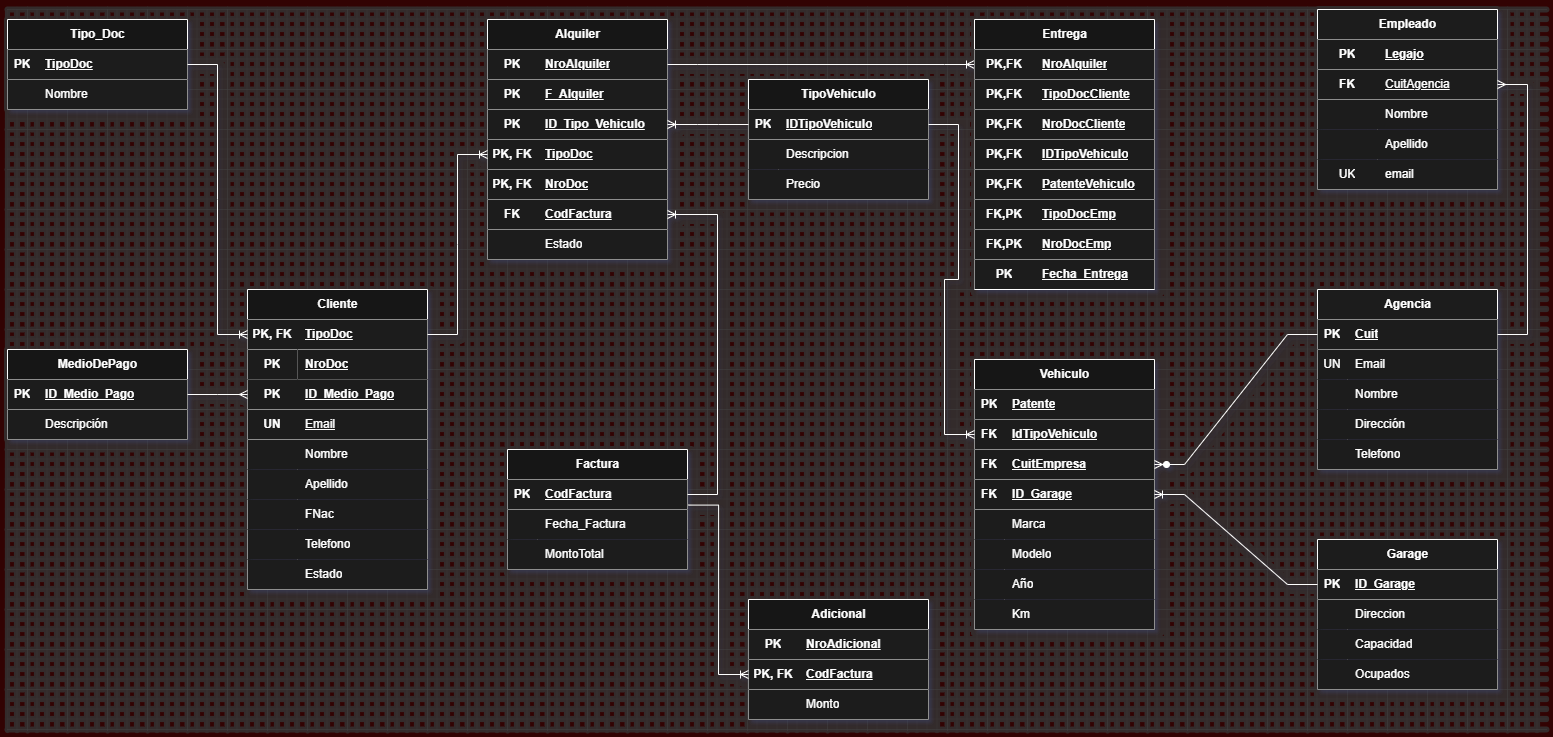 Tipo_Doc
PK TipoDoc
Nombre
Alquiler
PK NroAlquiler
PK F_Alquiler
PK ID_Tipo_Vehiculo
PK, FK TipoDoc
PK, FK NroDoc
FK CodFactura
Estado
TipoVehiculo
PK IDTipoVehiculo
Descripcion
Precio
Entrega
PK,FK NroAlquiler
PK,FK TipoDocCliente
PK,FK NroDocCliente
PK,FK IDTipoVehiculo
PK,FK PatenteVehiculo
FK,PK TipoDocEmp
FK,PK NroDocEmp
PK Fecha_Entrega
Empleado
PK Legajo
FK CuitAgencia
Nombre
Apellido
UK email
Cliente
PK, FK TipoDoc
PK NroDoc
PK ID_Medio_Pago
UN Email
Nombre
Apellido
FNac
Telefono
Estado
MedioDePago
PK ID_Medio_Pago
Descripción
Factura
PK CodFactura
Fecha_Factura
MontoTotal
Adicional
PK NroAdicional
PK, FK CodFactura
Monto
Vehiculo
PK Patente
FK IdTipoVehiculo
FK CuitEmpresa
FK ID_Garage
Marca
Modelo
Año
Km
Agencia
PK Cuit
UN Email
Nombre
Dirección
Telefono
Garage
PK ID_Garage
Direccion
Capacidad
Ocupados